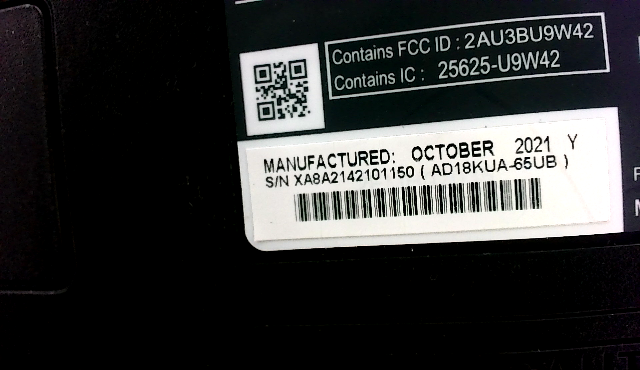 Contains FCC ID : 2AU3BU9W42
Contains IC : 25625-U9W42
MANUFACTURED: OCTOBER 2021 Y
S/N XA8A2142101150 ( AD18KUA-65UB )